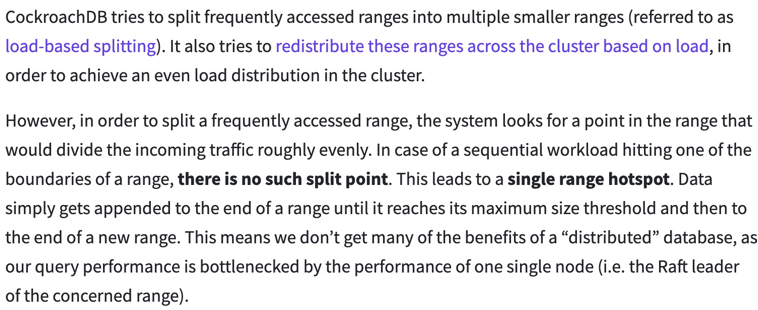 CockroachDB tries to split frequently accessed ranges into multiple smaller ranges (referred to as
load-based splitting). It also tries to redistribute these ranges across the cluster based on load, in
order to achieve an even load distribution in the cluster.
However, in order to split a frequently accessed range, the system looks for a point in the range that
would divide the incoming traffic roughly evenly. In case of a sequential workload hitting one of the
boundaries of a range, there is no such split point. This leads to a single range hotspot. Data
simply gets appended to the end of a range until it reaches its maximum size threshold and then to
the end of a new range. This means we don’t get many of the benefits of a “distributed” database, as
our query performance is bottlenecked by the performance of one single node (i.e. the Raft leader
of the concerned range).